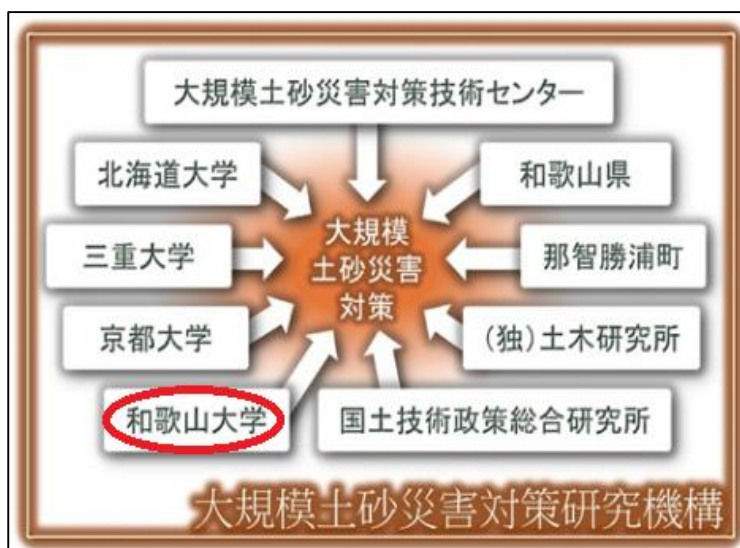 大規模土砂災害対策技術センター
北海道大学
和歌山県
三重大学
大規模
土砂災害
対策
那智勝浦町
京都大学
(独)土木研究所
和歌山大学
国土技術政策総合研究所
大規模土砂災害対策研究機構